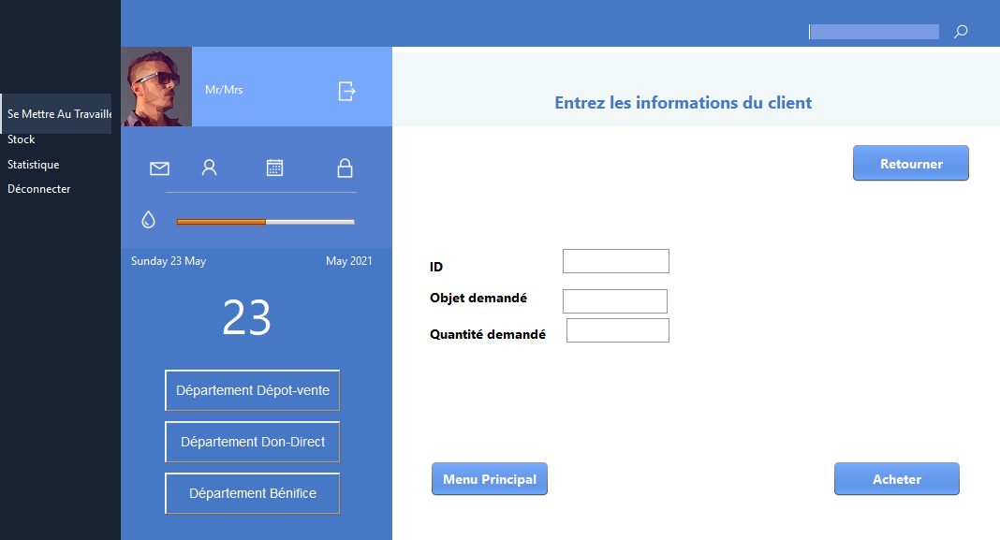 Se Mettre Au Travaille
Stock
Statistique
Déconnecter
Mr/Mrs
Sunday 23 May
May 2021
23
Département Dépot-vente
Département Don-Direct
Département Bénifice
Entrez les informations du client
Retourner
ID
Objet demandé
Quantité demandé
Menu Principal
Acheter